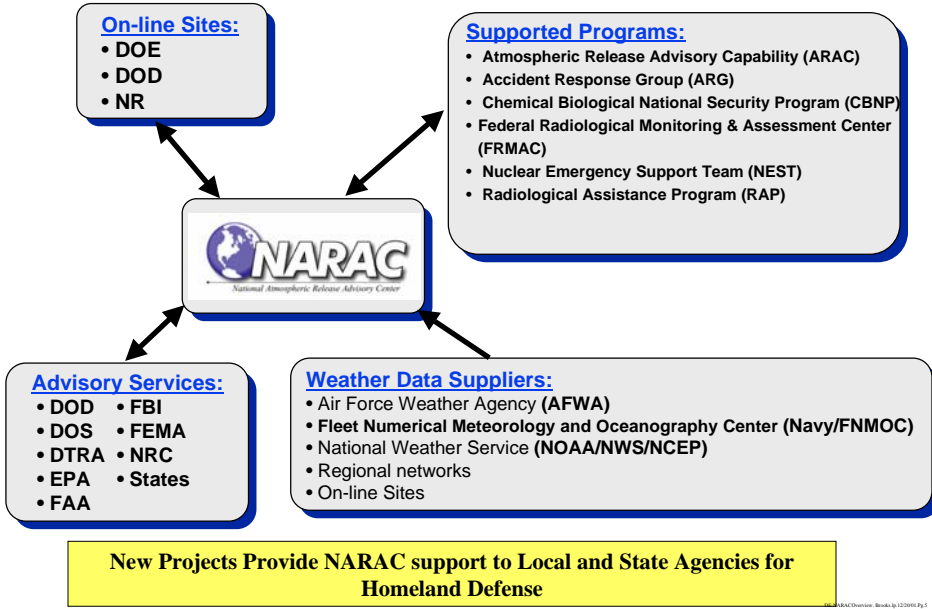 On-line Sites:
• DOE
• DOD
• NR
Supported Programs:
• Atmospheric Release Advisory Capability (ARAC)
• Accident Response Group (ARG)
• Chemical Biological National Security Program (CBNP)
• Federal Radiological Monitoring & Assessment Center
(FRMAC)
• Nuclear Emergency Support Team (NEST)
• Radiological Assistance Program (RAP)
NARAC
National Atmospheric Release Advisory Center
Advisory Services:
• DOD • FBI
• DOS • FEMA
• DTRA • NRC
• EPA • States
• FAA
Weather Data Suppliers:
• Air Force Weather Agency (AFWA)
• Fleet Numerical Meteorology and Oceanography Center (Navy/FNMOC)
• National Weather Service (NOAA/NWS/NCEP)
• Regional networks
• On-line Sites
New Projects Provide NARAC support to Local and State Agencies for
Homeland Defense